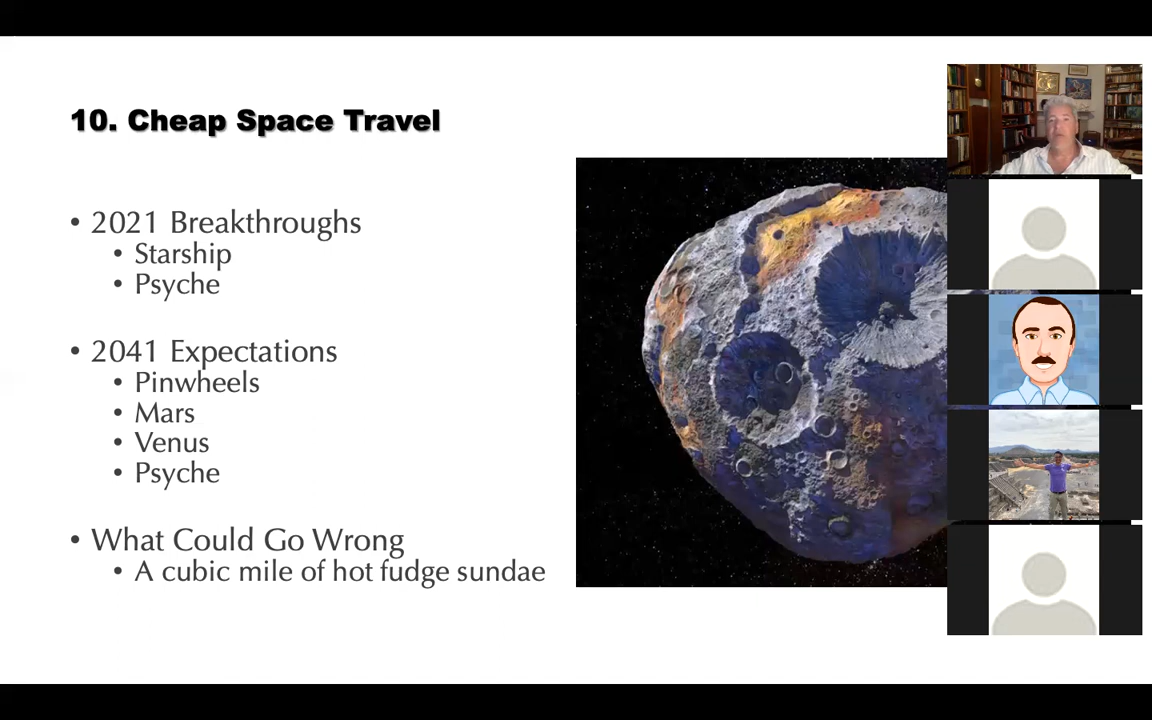 10. Cheap Space Travel
• 2021 Breakthroughs
• Starship
• Psyche
• 2041 Expectations
• Pinwheels
• Mars
• Venus
• Psyche
• What Could Go Wrong
• A cubic mile of hot fudge sundae